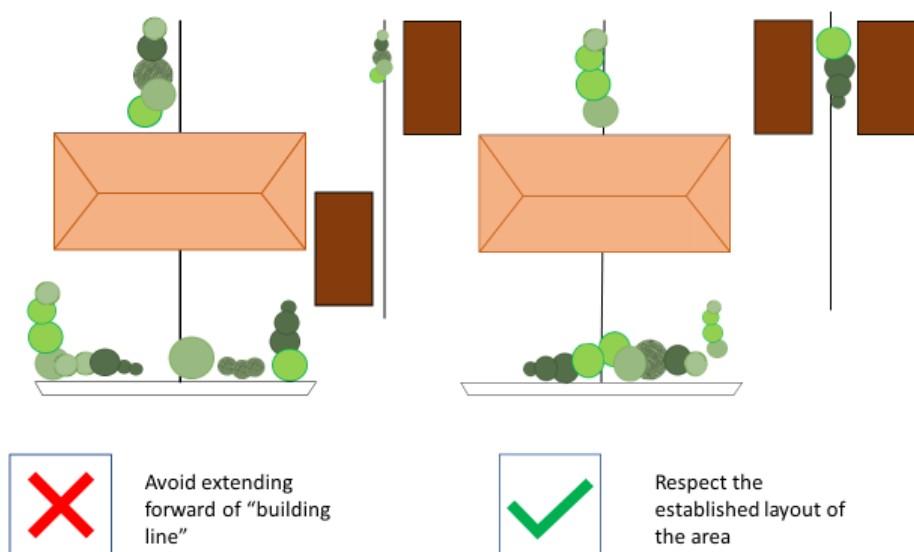 Avoid extending
forward of “building
line”
Respect the
established layout of
the area